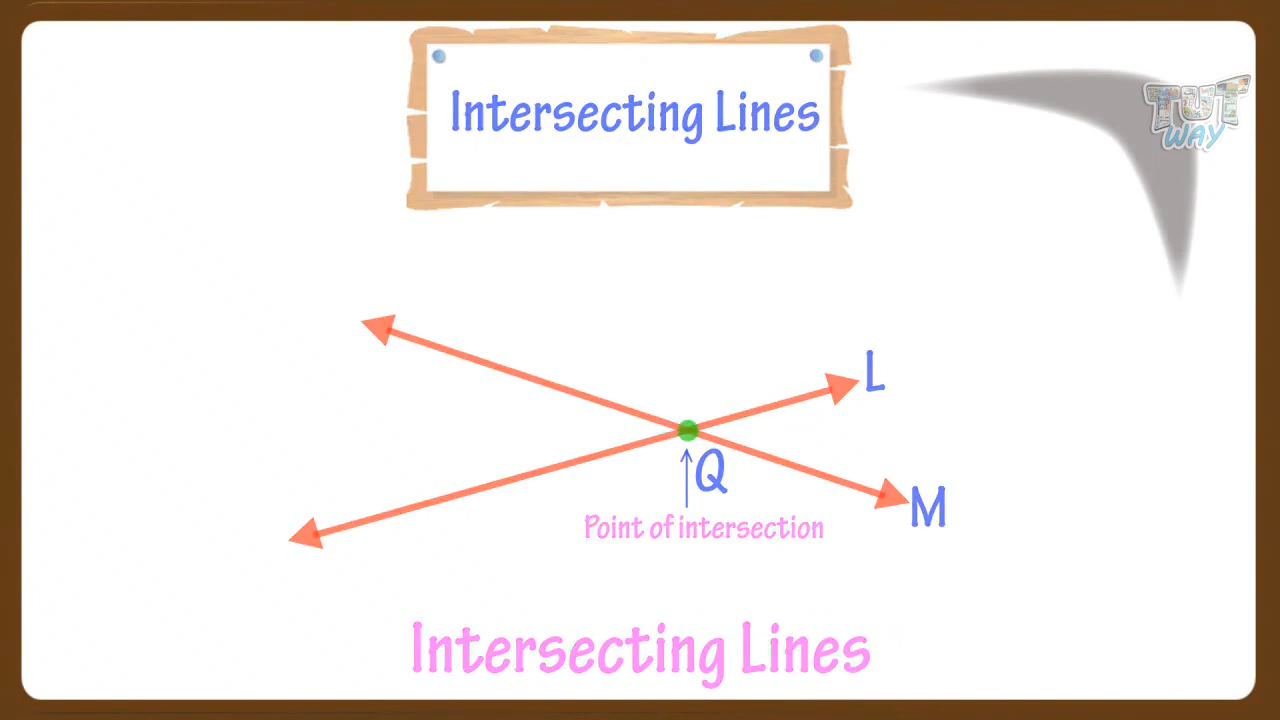 Intersecting Lines
TUT
WAY
L
Q
M
Point of intersection
Intersecting Lines